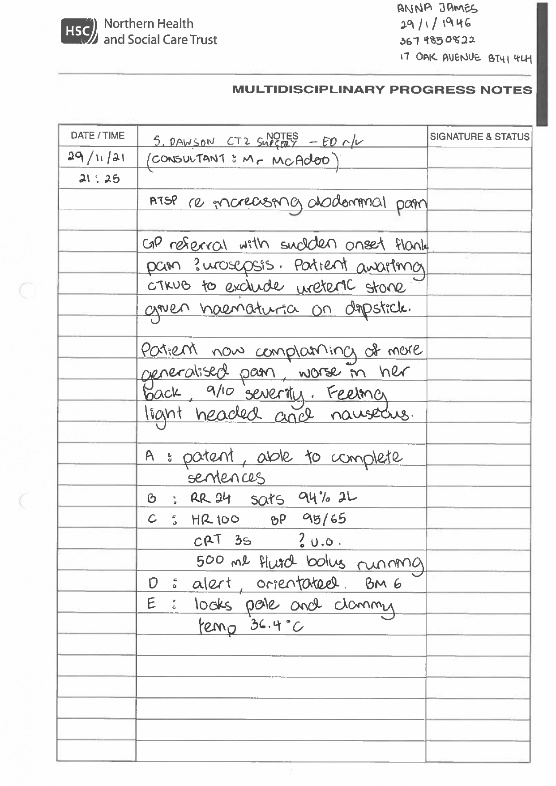 ANNA JAMES
29/1/1946
367 9850822
17 OAK AVENUE BT41 4LH
HSC Northern Health
and Social Care Trust
MULTIDISCIPLINARY PROGRESS NOTES
DATE / TIME NOTES SIGNATURE & STATUS
S. DAWSON CT2 Surgery – ED r/v
29/11/21 (CONSULTANT : Mr McAdoo)
21:25
ATSP re increasing abdominal pain
GP referral with sudden onset flank
pain ? urosepsis. Patient awaiting
CTKUB to exclude ureteric stone
given haematuria on dipstick.
Patient now complaining of more
generalised pain, worse in her
back, 9/10 severity. Feeling
light headed and nauseous.
A : patent, able to complete
sentences
B : RR 24 sats 94% 2L
C : HR 100 BP 95/65
CRT 3s ? u.o.
500 ml fluid bolus running
D : alert, orientated. BM 6
E : looks pale and clammy
temp 36.4°C